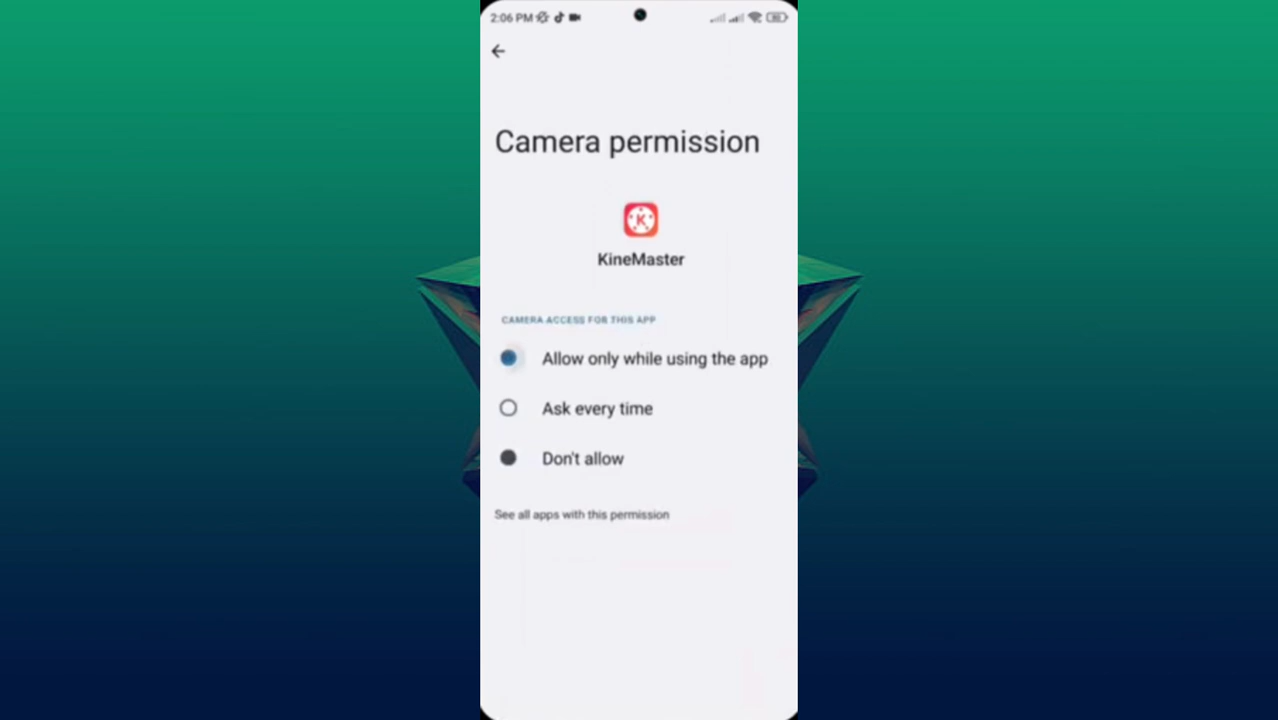 2:06 PM
Camera permission
K
KineMaster
CAMERA ACCESS FOR THIS APP
Allow only while using the app
Ask every time
Don't allow
See all apps with this permission